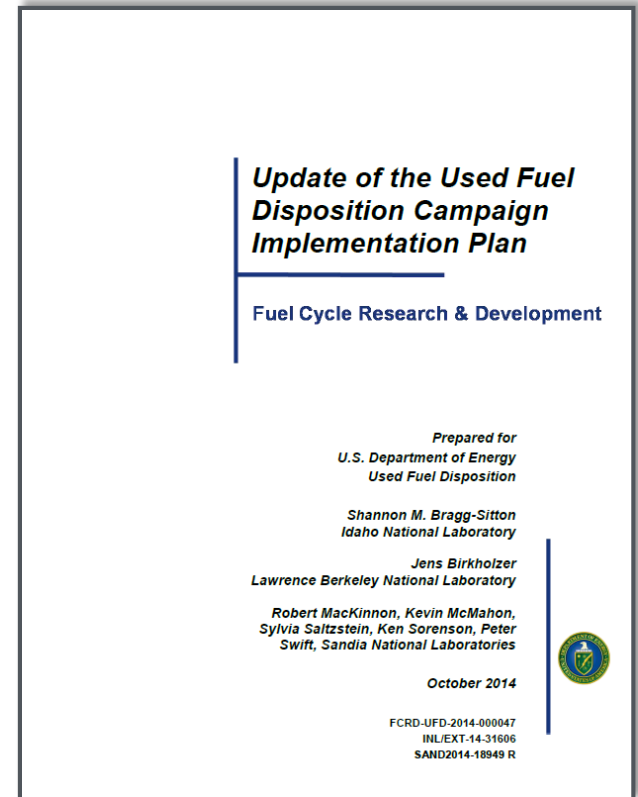 Update of the Used Fuel
Disposition Campaign
Implementation Plan
Fuel Cycle Research & Development
Prepared for
U.S. Department of Energy
Used Fuel Disposition
Shannon M. Bragg-Sitton
Idaho National Laboratory
Jens Birkholzer
Lawrence Berkeley National Laboratory
Robert MacKinnon, Kevin McMahon,
Sylvia Saltzstein, Ken Sorenson, Peter
Swift, Sandia National Laboratories
October 2014
FCRD-UFD-2014-000047
INL/EXT-14-31606
SAND2014-18949 R